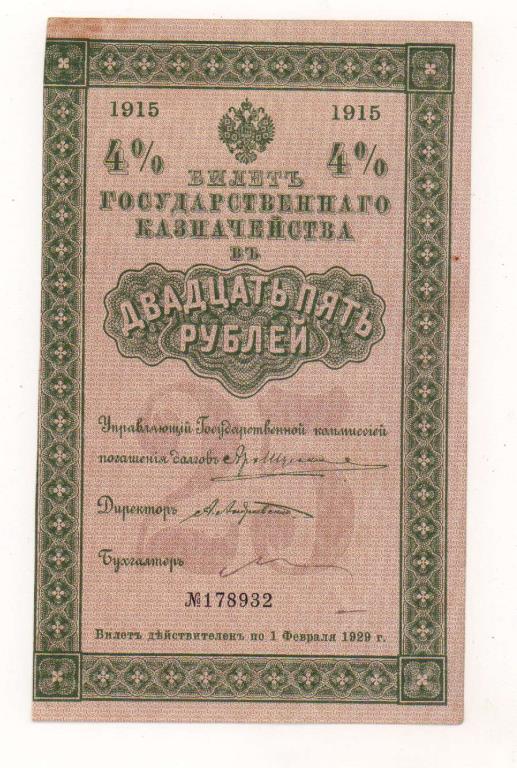 1915 1915
4% 4%
БИЛЕТЪ
ГОСУДАРСТВЕННАГО
КАЗНАЧЕЙСТВА
ВЪ
ДВАДЦАТЬ ПЯТЬ
РУБЛЕЙ
25
Управляющій Государственной коммиссіей
погашенія долговъ
Директоръ
Бухгалтеръ
№178932
Билетъ дѣйствителенъ по 1 Февраля 1929 г.